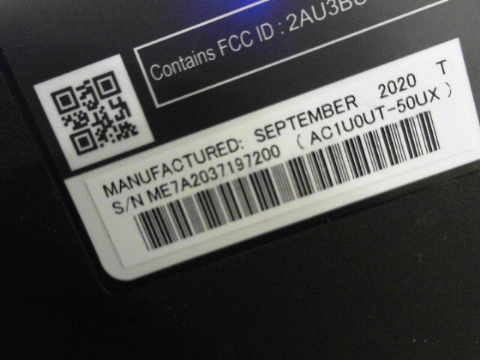 Contains FCC ID : 2AU3B
MANUFACTURED: SEPTEMBER 2020 T
S/N ME7A2037197200 ( AC1U0UT-50UX )